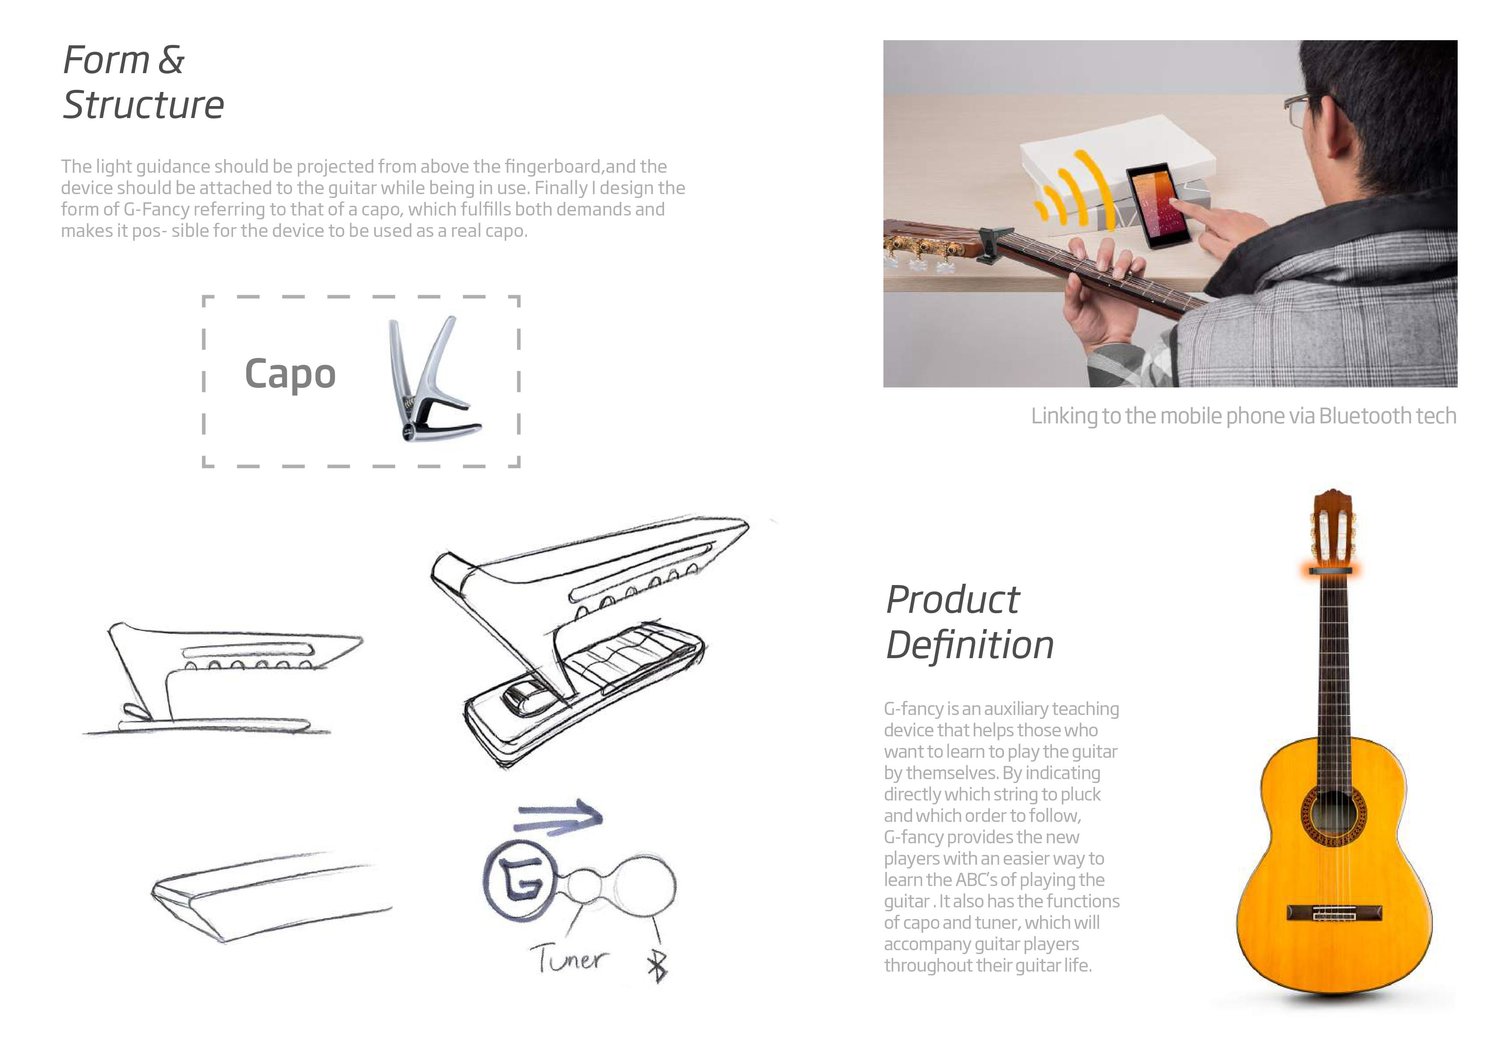 Form &
Structure
The light guidance should be projected from above the fingerboard,and the
device should be attached to the guitar while being in use. Finally I design the
form of G-Fancy referring to that of a capo, which fulfills both demands and
makes it pos- sible for the device to be used as a real capo.
Capo
G
Tuner
Linking to the mobile phone via Bluetooth tech
Product
Definition
G-fancy is an auxiliary teaching
device that helps those who
want to learn to play the guitar
by themselves. By indicating
directly which string to pluck
and which order to follow,
G-fancy provides the new
players with an easier way to
learn the ABC’s of playing the
guitar . It also has the functions
of capo and tuner, which will
accompany guitar players
throughout their guitar life.